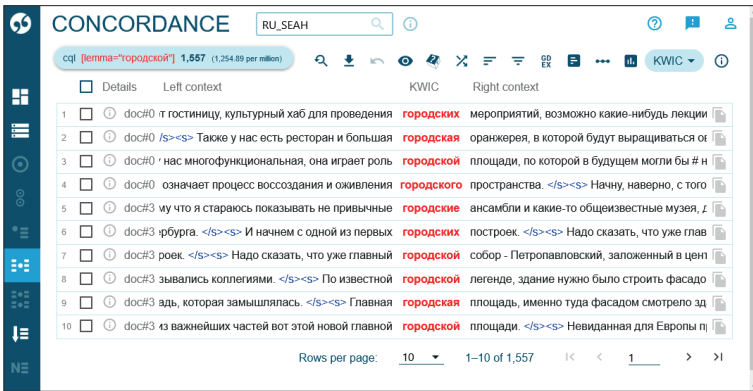 CONCORDANCE RU_SEAH
cql [lemma="городской"] 1,557 (1,254.89 per million) GD EX KWIC
Details Left context KWIC Right context
1 doc#0 гостиницу, культурный хаб для проведения городских мероприятий, возможно какие-нибудь лекции
2 doc#0 /s><s> Также у нас есть ресторан и большая городская оранжерея, в которой будут выращиваться
3 doc#0 нас многофункциональная, она играет роль городской площади, по которой в будущем могли бы # н
4 doc#0 означает процесс воссоздания и оживления городского пространства. </s><s> Начну, наверно, с того
5 doc#3 му что я стараюсь показывать не привычные городские ансамбли и какие-то общеизвестные музея,
6 doc#3 рбурга. </s><s> И начнем с одной из первых городских построек. </s><s> Надо сказать, что уже глав
7 doc#3 роек. </s><s> Надо сказать, что уже главный городской собор - Петропавловский, заложенный в цент
8 doc#3 зывались коллегиями. </s><s> По известной городской легенде, здание нужно было строить фасадо
9 doc#3 адь, которая замышлялась. </s><s> Главная городская площадь, именно туда фасадом смотрело зд
10 doc#3 из важнейших частей вот этой новой главной городской площади. </s><s> Невиданная для Европы
Rows per page: 10 1–10 of 1,557 1
NE